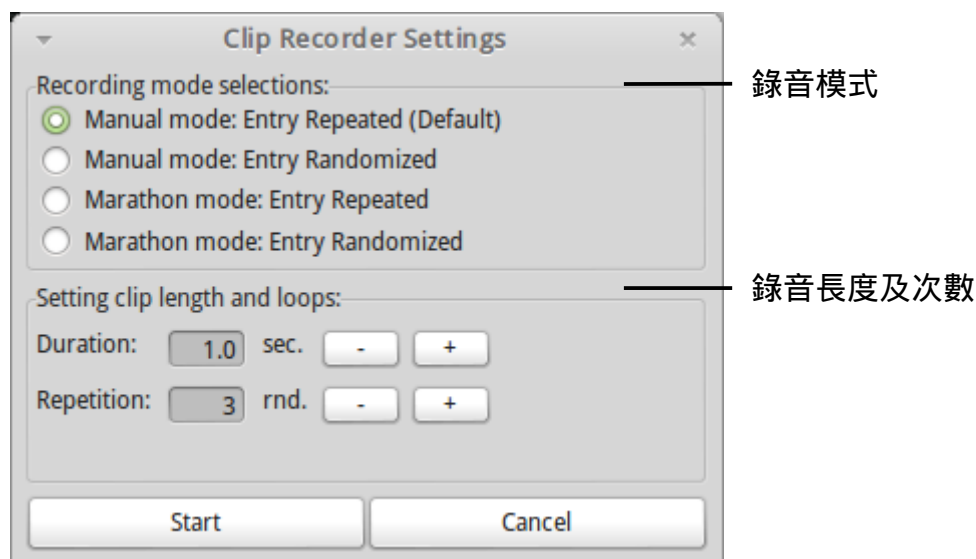 Clip Recorder Settings
Recording mode selections:
錄音模式
Manual mode: Entry Repeated (Default)
Manual mode: Entry Randomized
Marathon mode: Entry Repeated
Marathon mode: Entry Randomized
Setting clip length and loops:
錄音長度及次數
Duration: 1.0 sec. - +
Repetition: 3 rnd. - +
Start Cancel